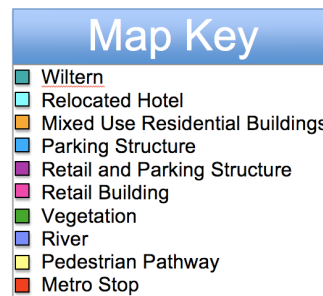 Map Key
Wiltern
Relocated Hotel
Mixed Use Residential Buildings
Parking Structure
Retail and Parking Structure
Retail Building
Vegetation
River
Pedestrian Pathway
Metro Stop